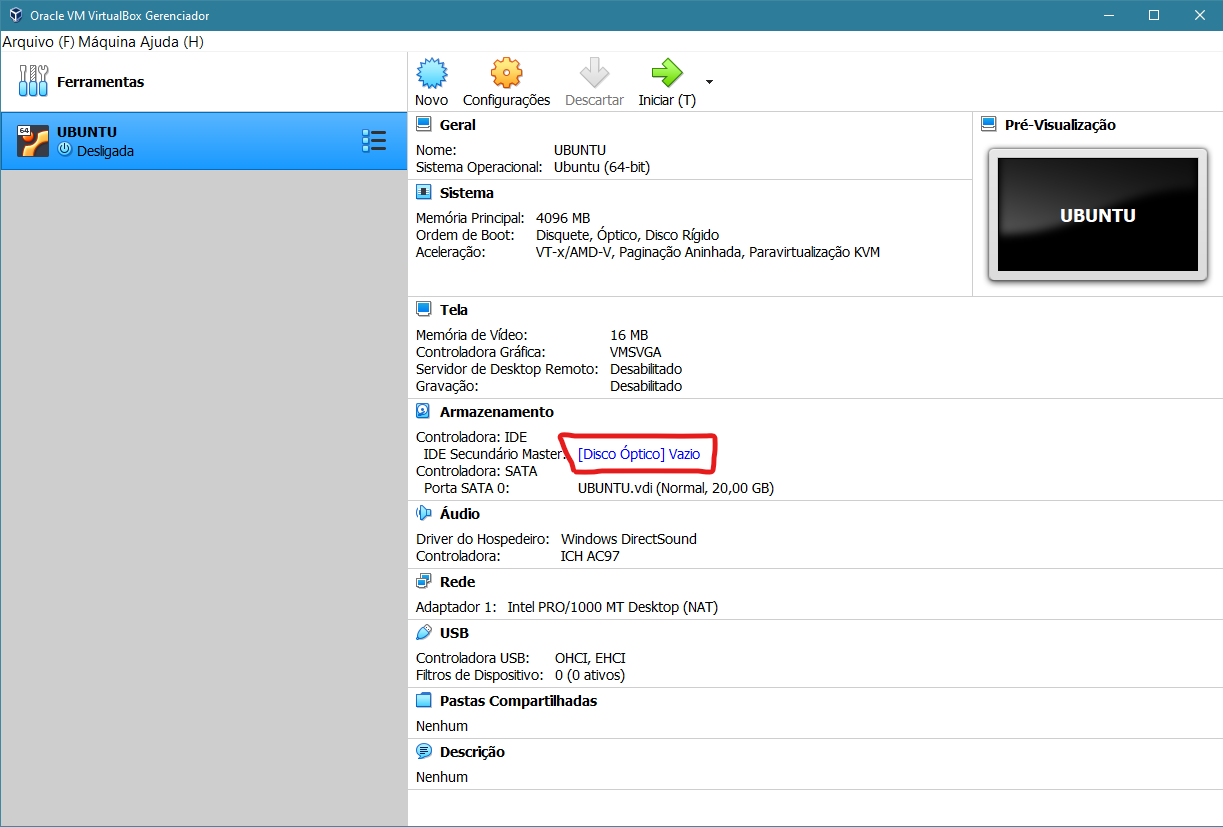 Oracle VM VirtualBox Gerenciador
Arquivo (F) Máquina Ajuda (H)
Ferramentas
Novo Configurações Descartar Iniciar (T)
64 UBUNTU
Desligada
Geral
Nome: UBUNTU
Sistema Operacional: Ubuntu (64-bit)
Pré-Visualização
UBUNTU
Sistema
Memória Principal: 4096 MB
Ordem de Boot: Disquete, Óptico, Disco Rígido
Aceleração: VT-x/AMD-V, Paginação Aninhada, Paravirtualização KVM
Tela
Memória de Vídeo: 16 MB
Controladora Gráfica: VMSVGA
Servidor de Desktop Remoto: Desabilitado
Gravação: Desabilitado
Armazenamento
Controladora: IDE
IDE Secundário Master: [Disco Óptico] Vazio
Controladora: SATA
Porta SATA 0: UBUNTU.vdi (Normal, 20,00 GB)
Áudio
Driver do Hospedeiro: Windows DirectSound
Controladora: ICH AC97
Rede
Adaptador 1: Intel PRO/1000 MT Desktop (NAT)
USB
Controladora USB: OHCI, EHCI
Filtros de Dispositivo: 0 (0 ativos)
Pastas Compartilhadas
Nenhum
Descrição
Nenhum